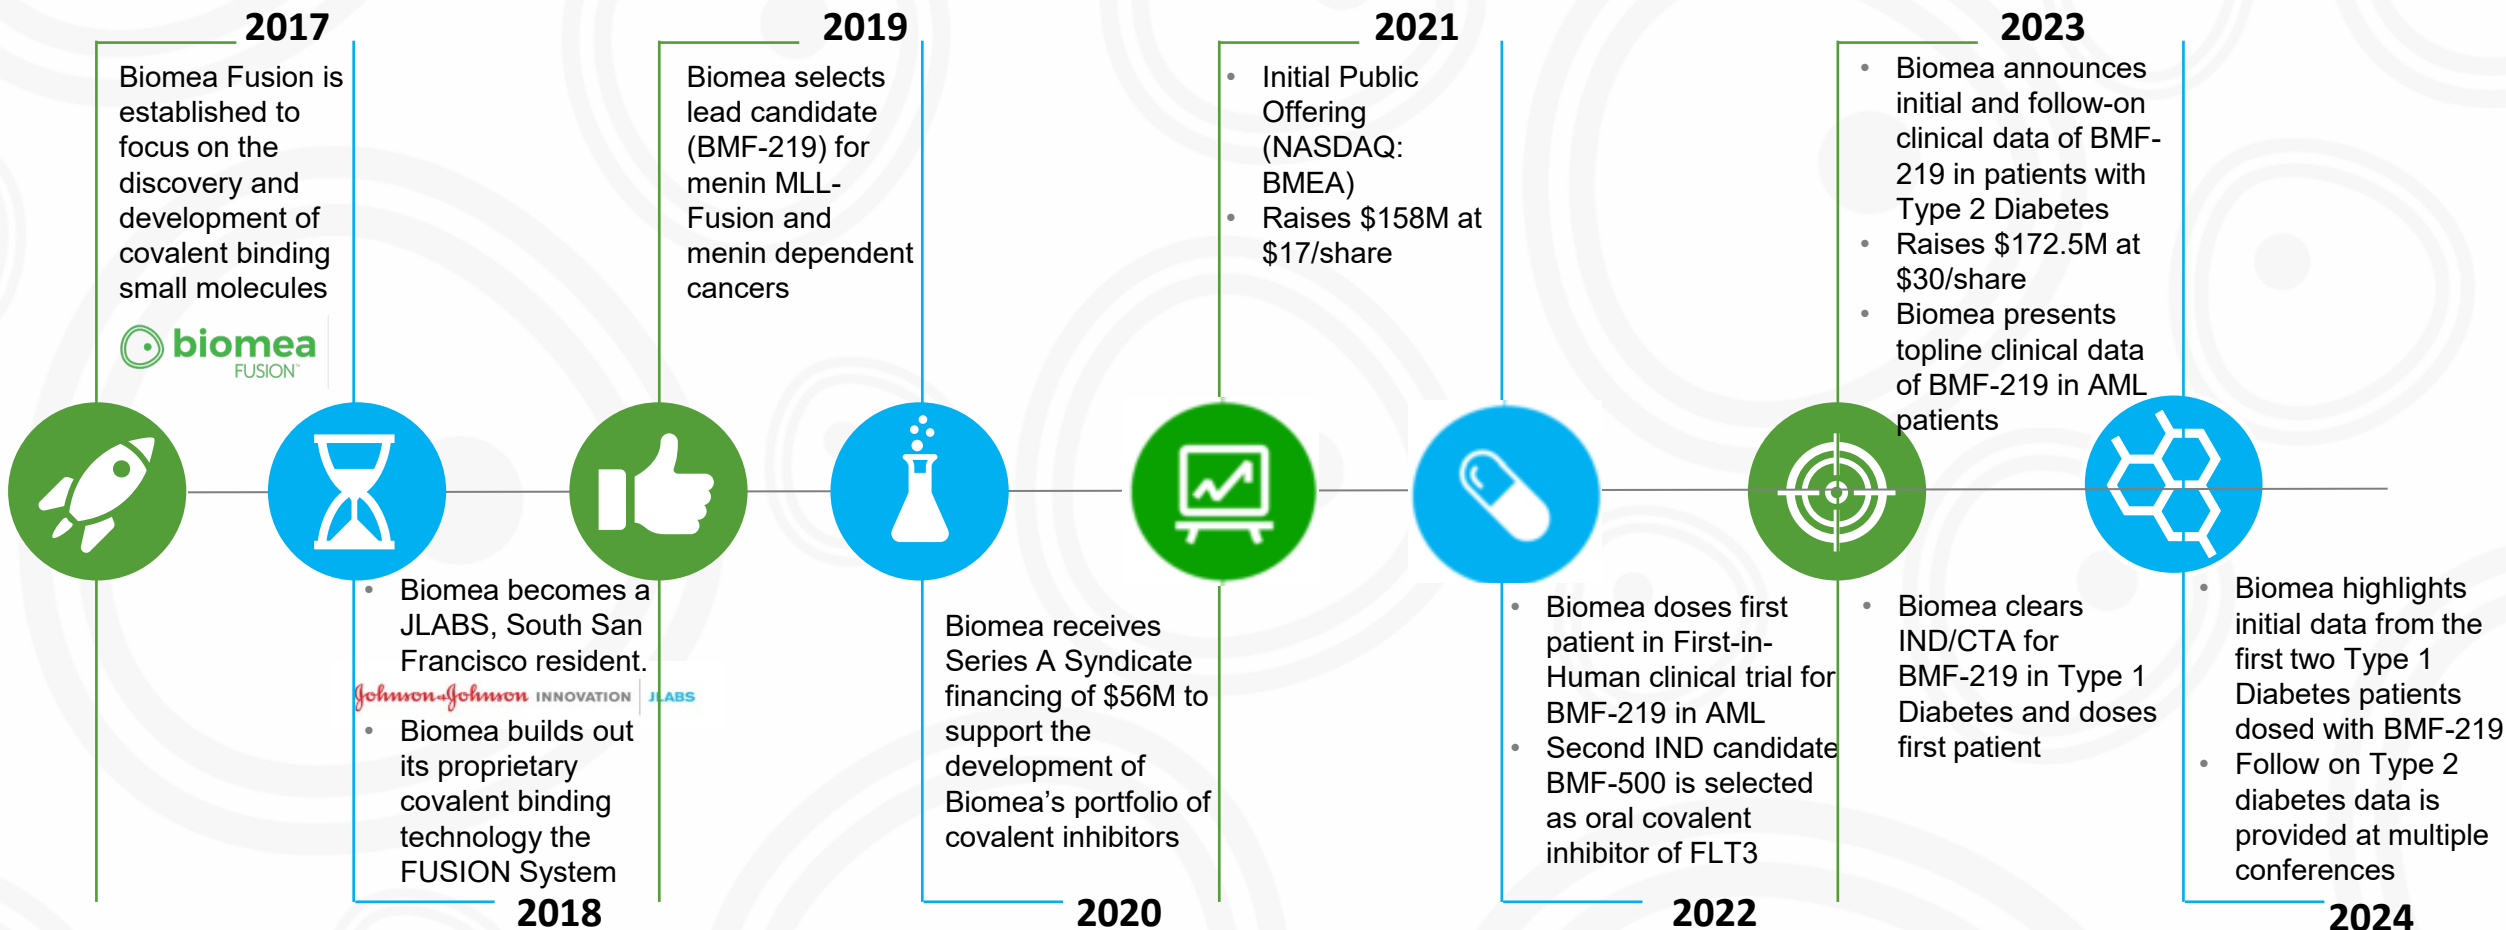 2017
Biomea Fusion is
established to
focus on the
discovery and
development of
covalent binding
small molecules
biomea
FUSION™
• Biomea becomes a
JLABS, South San
Francisco resident.
Johnson+Johnson INNOVATION JLABS
• Biomea builds out
its proprietary
covalent binding
technology the
FUSION System
2018
2019
Biomea selects
lead candidate
(BMF-219) for
menin MLL-
Fusion and
menin dependent
cancers
Biomea receives
Series A Syndicate
financing of $56M to
support the
development of
Biomea’s portfolio of
covalent inhibitors
2020
2021
• Initial Public
Offering
(NASDAQ:
BMEA)
• Raises $158M at
$17/share
• Biomea doses first
patient in First-in-
Human clinical trial for
BMF-219 in AML
• Second IND candidate
BMF-500 is selected
as oral covalent
inhibitor of FLT3
2022
2023
• Biomea announces
initial and follow-on
clinical data of BMF-
219 in patients with
Type 2 Diabetes
• Raises $172.5M at
$30/share
• Biomea presents
topline clinical data
of BMF-219 in AML
patients
• Biomea clears
IND/CTA for
BMF-219 in Type 1
Diabetes and doses
first patient
• Biomea highlights
initial data from the
first two Type 1
Diabetes patients
dosed with BMF-219
• Follow on Type 2
diabetes data is
provided at multiple
conferences
2024